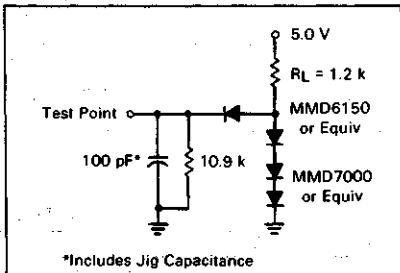 5.0 V
RL = 1.2 k
Test Point
MMD6150
or Equiv
100 pF*
10.9 k
MMD7000
or Equiv
*Includes Jig Capacitance